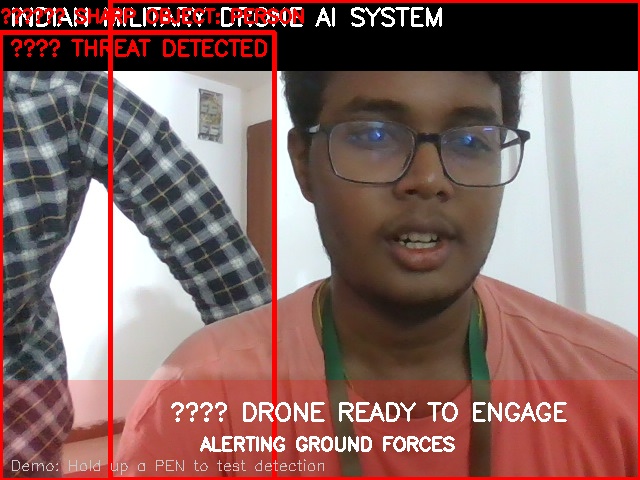 INDIAN MILITARY DRONE AI SYSTEM
?????? SHARP OBJECT: PERSON
???? THREAT DETECTED
???? DRONE READY TO ENGAGE
ALERTING GROUND FORCES
Demo: Hold up a PEN to test detection